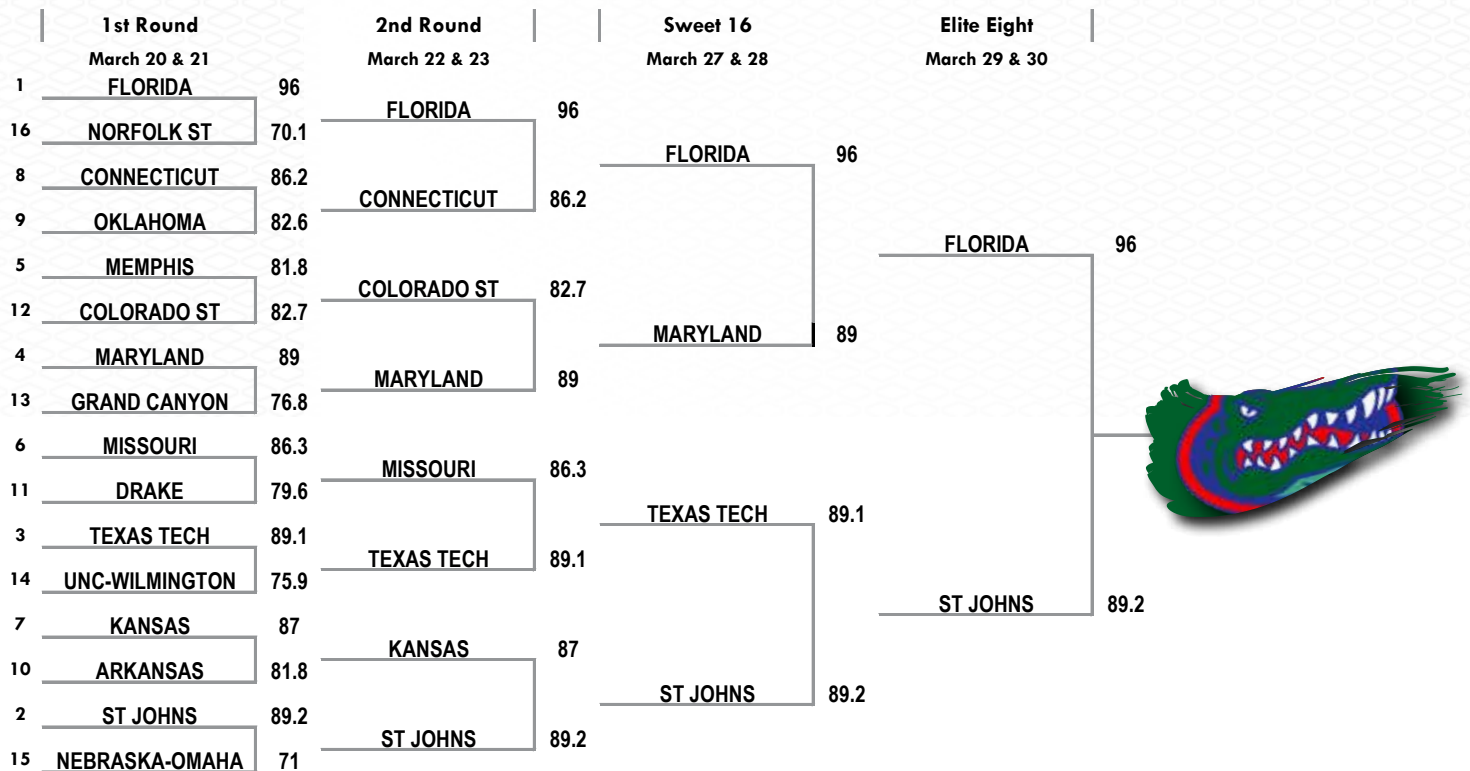 1st Round 2nd Round Sweet 16 Elite Eight
March 20 & 21 March 22 & 23 March 27 & 28 March 29 & 30
1 FLORIDA 96
FLORIDA 96
16 NORFOLK ST 70.1
FLORIDA 96
8 CONNECTICUT 86.2
CONNECTICUT 86.2
9 OKLAHOMA 82.6
FLORIDA 96
5 MEMPHIS 81.8
COLORADO ST 82.7
12 COLORADO ST 82.7
MARYLAND 89
4 MARYLAND 89
MARYLAND 89
13 GRAND CANYON 76.8
6 MISSOURI 86.3
MISSOURI 86.3
11 DRAKE 79.6
TEXAS TECH 89.1
3 TEXAS TECH 89.1
TEXAS TECH 89.1
14 UNC-WILMINGTON 75.9
ST JOHNS 89.2
7 KANSAS 87
KANSAS 87
10 ARKANSAS 81.8
ST JOHNS 89.2
2 ST JOHNS 89.2
ST JOHNS 89.2
15 NEBRASKA-OMAHA 71